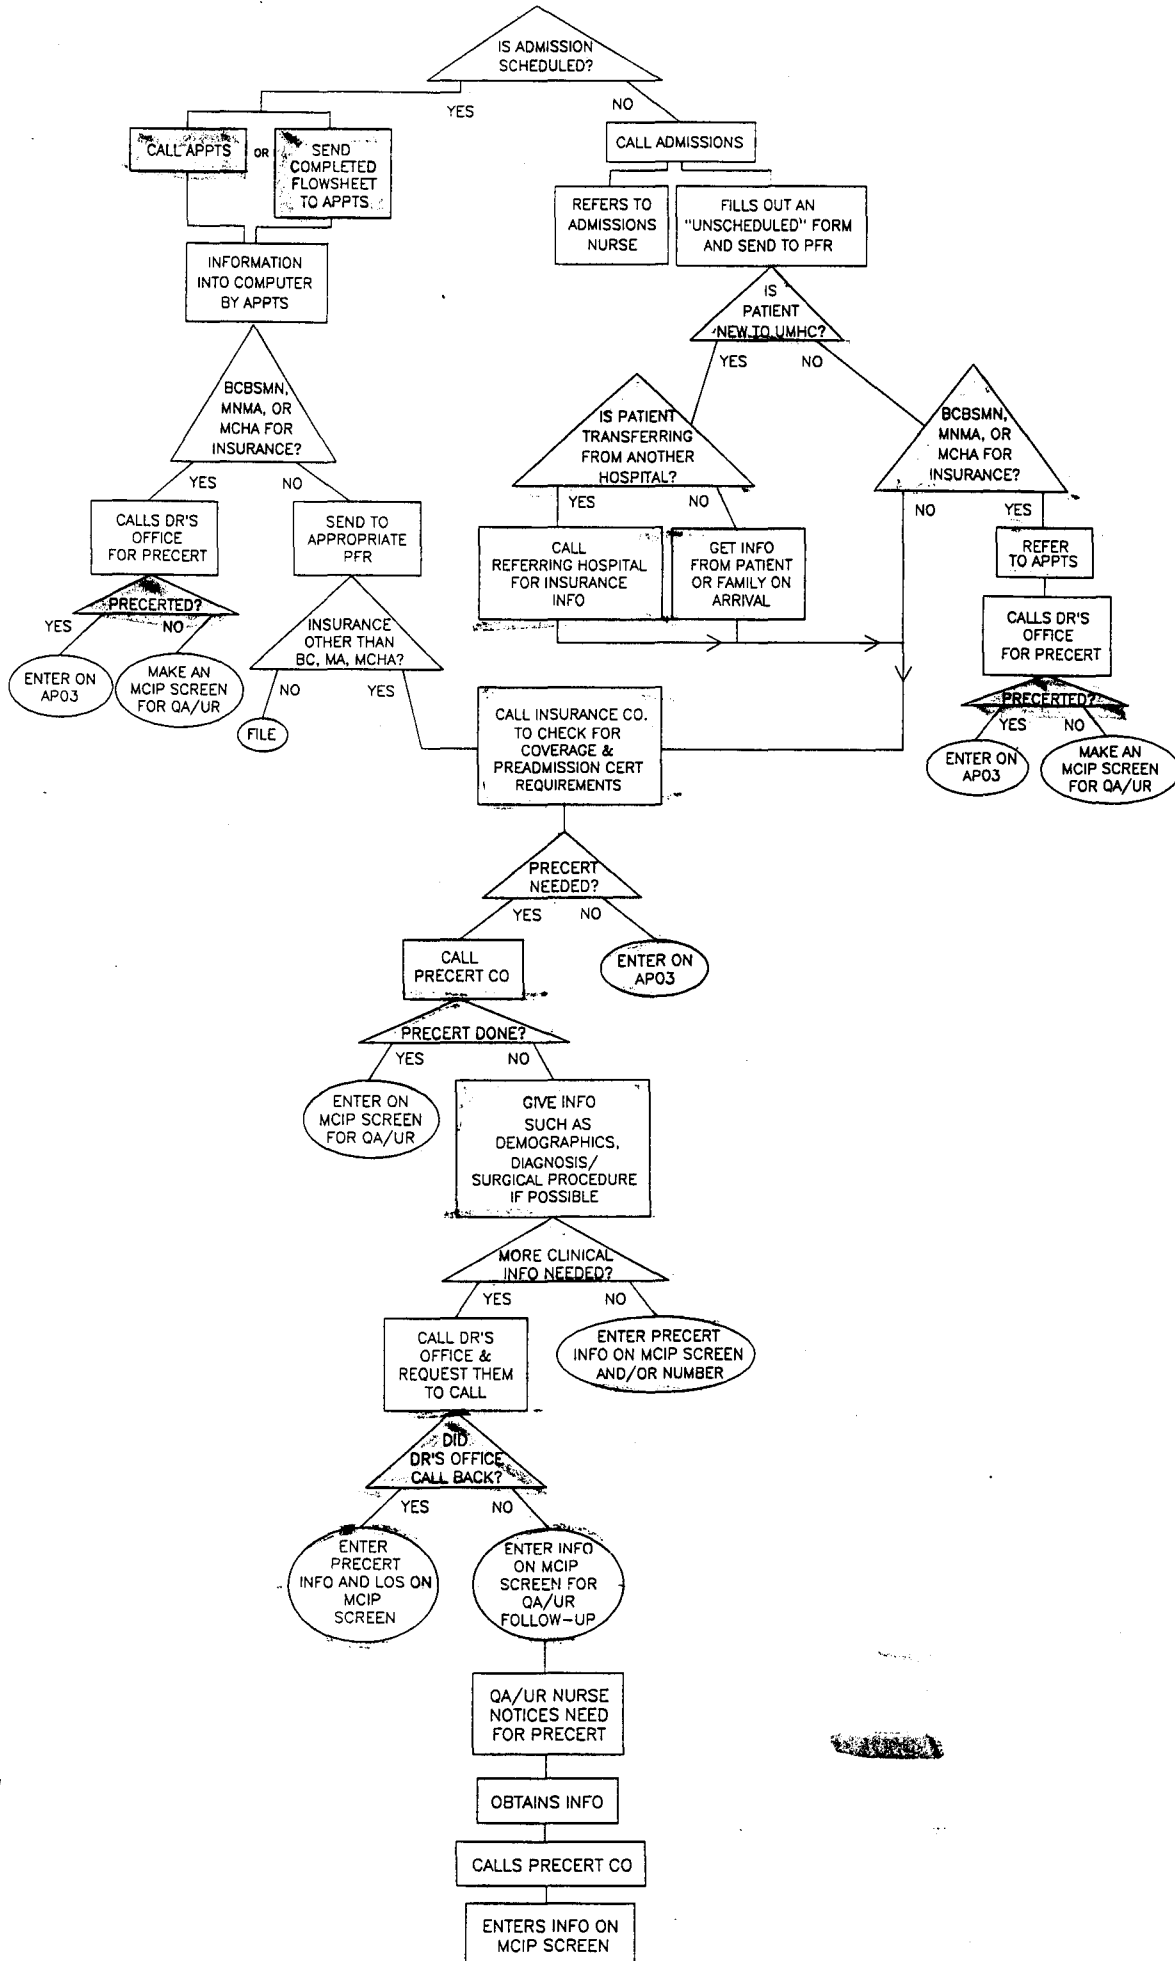 IS ADMISSION
SCHEDULED?
YES
NO
CALL APPTS
OR
SEND
COMPLETED
FLOWSHEET
TO APPTS
CALL ADMISSIONS
REFERS TO
ADMISSIONS
NURSE
FILLS OUT AN
"UNSCHEDULED" FORM
AND SEND TO PFR
INFORMATION
INTO COMPUTER
BY APPTS
IS
PATIENT
NEW TO UMHC?
YES
NO
BCBSMN,
MNMA, OR
MCHA FOR
INSURANCE?
YES
NO
IS PATIENT
TRANSFERRING
FROM ANOTHER
HOSPITAL?
YES
NO
BCBSMN,
MNMA, OR
MCHA FOR
INSURANCE?
NO
YES
CALLS DR'S
OFFICE
FOR PRECERT
SEND TO
APPROPRIATE
PFR
CALL
REFERRING HOSPITAL
FOR INSURANCE
INFO
GET INFO
FROM PATIENT
OR FAMILY ON
ARRIVAL
REFER
TO APPTS
PRECERTED?
YES
NO
INSURANCE
OTHER THAN
BC, MA, MCHA?
NO
YES
CALLS DR'S
OFFICE
FOR PRECERT
ENTER ON
AP03
MAKE AN
MCIP SCREEN
FOR QA/UR
FILE
CALL INSURANCE CO.
TO CHECK FOR
COVERAGE &
PREADMISSION CERT
REQUIREMENTS
PRECERTED?
YES
NO
ENTER ON
AP03
MAKE AN
MCIP SCREEN
FOR QA/UR
PRECERT
NEEDED?
YES
NO
CALL
PRECERT CO
ENTER ON
AP03
PRECERT DONE?
YES
NO
ENTER ON
MCIP SCREEN
FOR QA/UR
GIVE INFO
SUCH AS
DEMOGRAPHICS,
DIAGNOSIS/
SURGICAL PROCEDURE
IF POSSIBLE
MORE CLINICAL
INFO NEEDED?
YES
NO
CALL DR'S
OFFICE &
REQUEST THEM
TO CALL
ENTER PRECERT
INFO ON MCIP SCREEN
AND/OR NUMBER
DID
DR'S OFFICE
CALL BACK?
YES
NO
ENTER
PRECERT
INFO AND LOS ON
MCIP
SCREEN
ENTER INFO
ON MCIP
SCREEN FOR
QA/UR
FOLLOW-UP
QA/UR NURSE
NOTICES NEED
FOR PRECERT
OBTAINS INFO
CALLS PRECERT CO
ENTERS INFO ON
MCIP SCREEN